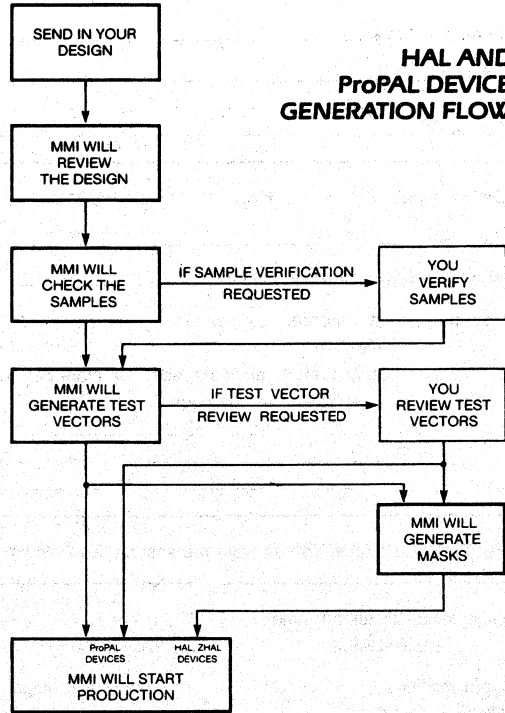 SEND IN YOUR
DESIGN
HAL AND
ProPAL DEVICE
GENERATION FLOW
MMI WILL
REVIEW
THE DESIGN
MMI WILL
CHECK THE
SAMPLES
IF SAMPLE VERIFICATION
REQUESTED
YOU
VERIFY
SAMPLES
MMI WILL
GENERATE TEST
VECTORS
IF TEST VECTOR
REVIEW REQUESTED
YOU
REVIEW TEST
VECTORS
MMI WILL
GENERATE
MASKS
ProPAL
DEVICES
HAL, ZHAL
DEVICES
MMI WILL START
PRODUCTION